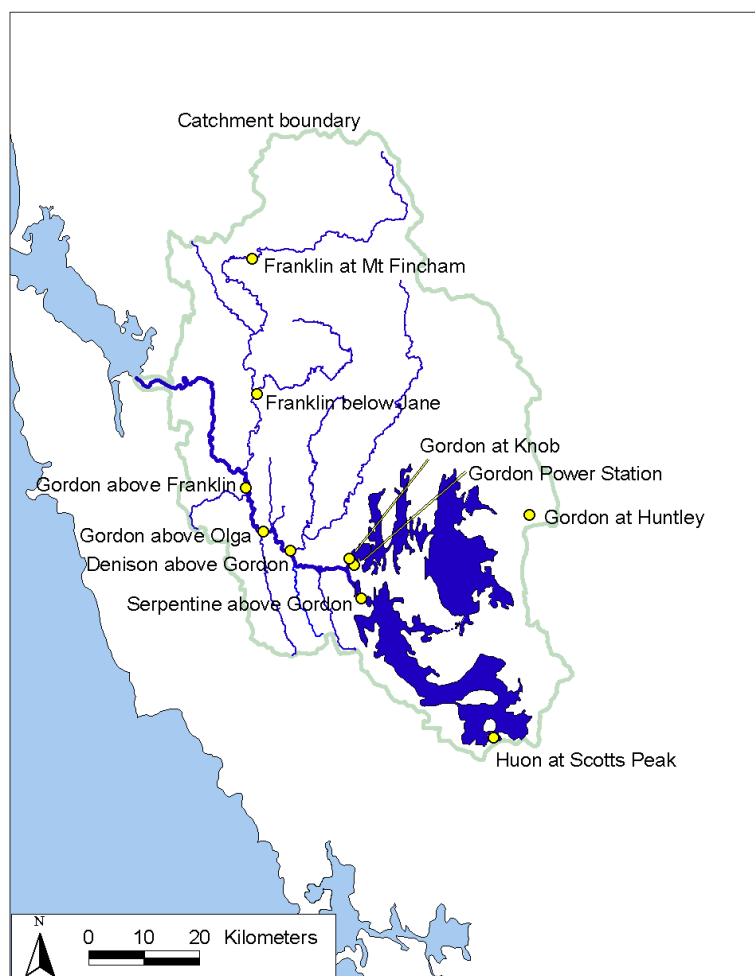 Catchment boundary
Franklin at Mt Fincham
Franklin below Jane
Gordon at Knob
Gordon Power Station
Gordon above Franklin
Gordon at Huntley
Gordon above Olga
Denison above Gordon
Serpentine above Gordon
Huon at Scotts Peak
N
0 10 20 Kilometers